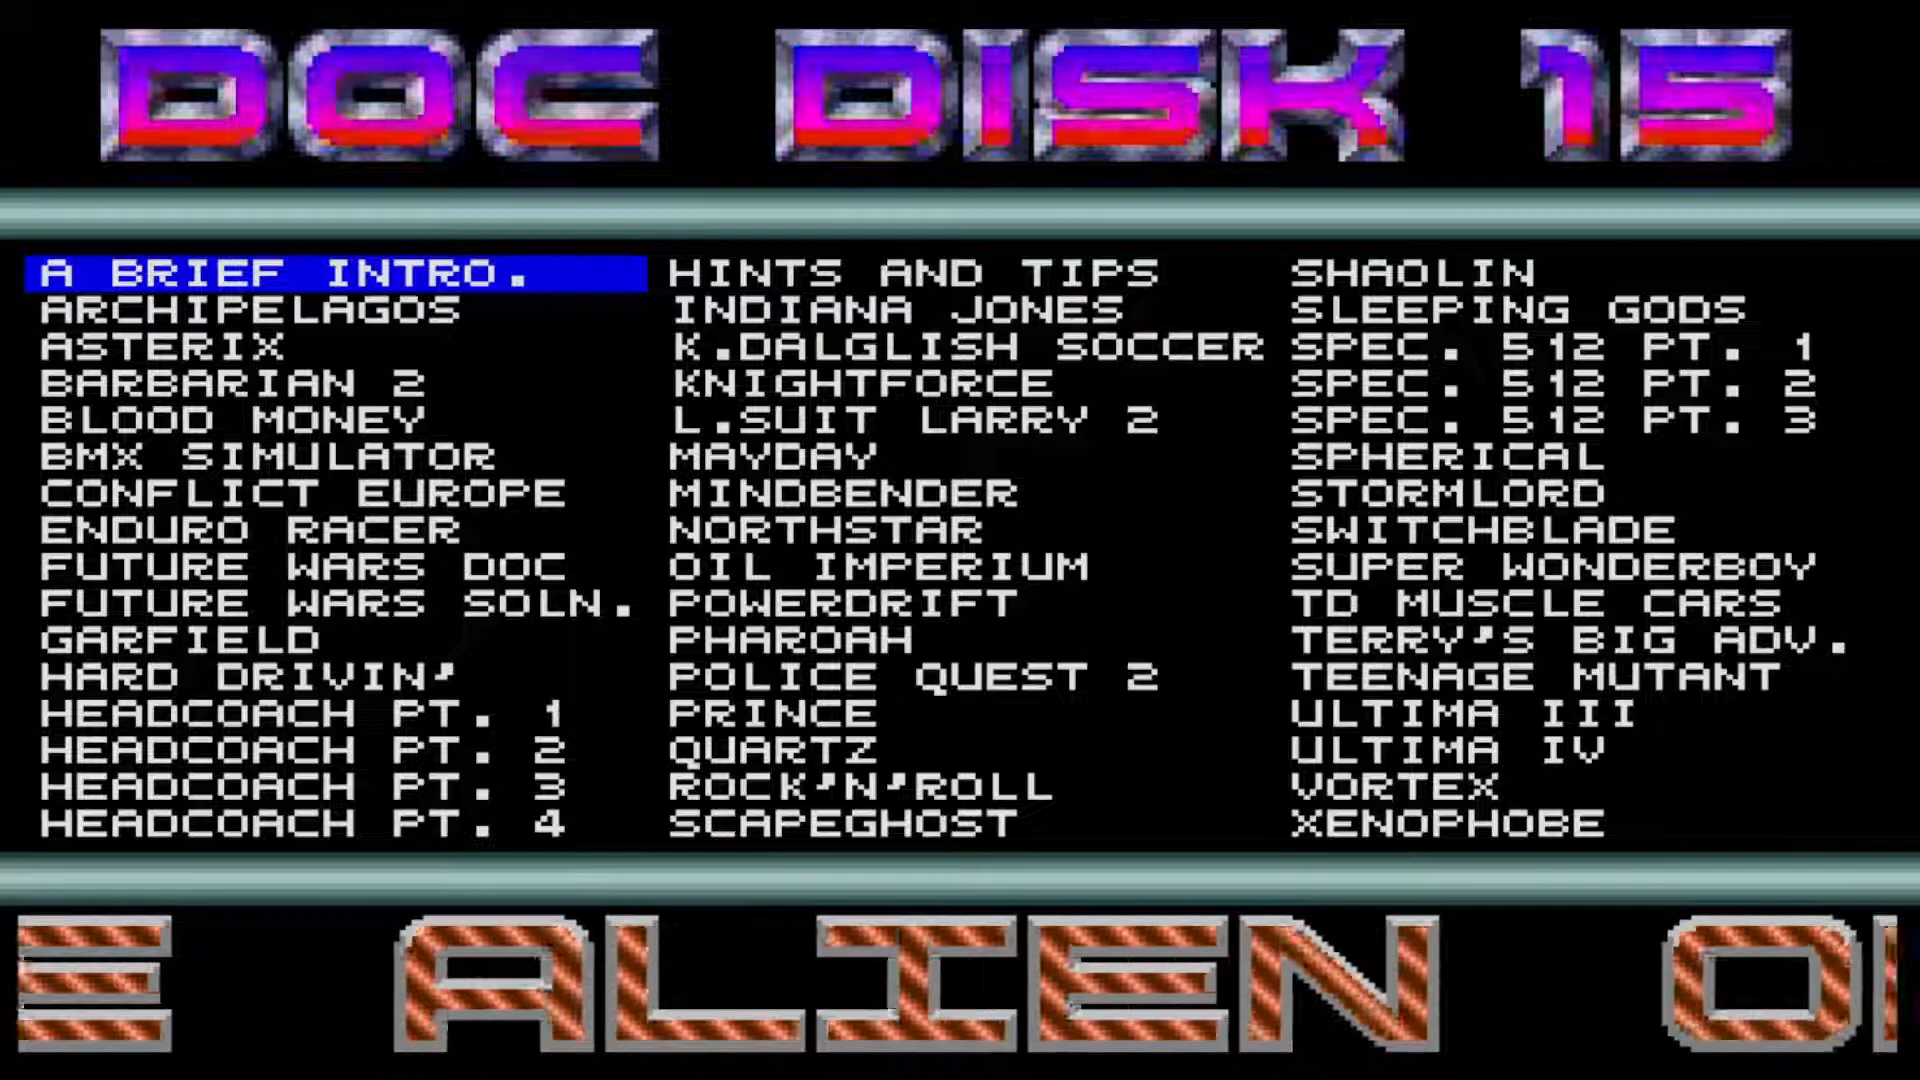 DOC DISK 15
A BRIEF INTRO.
ARCHIPELAGOS
ASTERIX
BARBARIAN 2
BLOOD MONEY
BMX SIMULATOR
CONFLICT EUROPE
ENDURO RACER
FUTURE WARS DOC
FUTURE WARS SOLN.
GARFIELD
HARD DRIVIN'
HEADCOACH PT. 1
HEADCOACH PT. 2
HEADCOACH PT. 3
HEADCOACH PT. 4
HINTS AND TIPS
INDIANA JONES
K.DALGLISH SOCCER
KNIGHTFORCE
L.SUIT LARRY 2
MAYDAY
MINDBENDER
NORTHSTAR
OIL IMPERIUM
POWERDRIFT
PHAROAH
POLICE QUEST 2
PRINCE
QUARTZ
ROCK'N'ROLL
SCAPEGHOST
SHAOLIN
SLEEPING GODS
SPEC. 512 PT. 1
SPEC. 512 PT. 2
SPEC. 512 PT. 3
SPHERICAL
STORMLORD
SWITCHBLADE
SUPER WONDERBOY
TD MUSCLE CARS
TERRY'S BIG ADV.
TEENAGE MUTANT
ULTIMA III
ULTIMA IV
VORTEX
XENOPHOBE
E ALIEN O